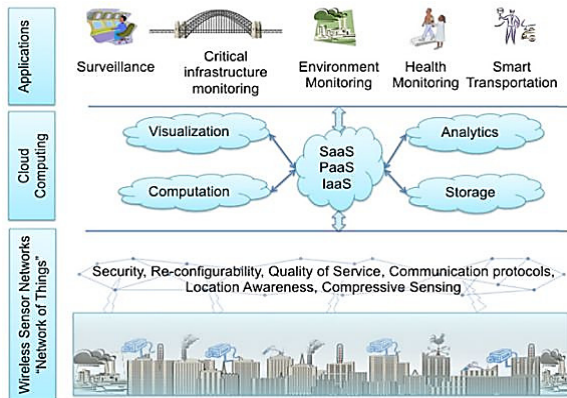 Applications
Surveillance
Critical
infrastructure
monitoring
Environment
Monitoring
Health
Monitoring
Smart
Transportation
Cloud
Computing
Visualization
Computation
SaaS
PaaS
IaaS
Analytics
Storage
Wireless Sensor Networks
"Network of Things"
Security, Re-configurability, Quality of Service, Communication protocols,
Location Awareness, Compressive Sensing